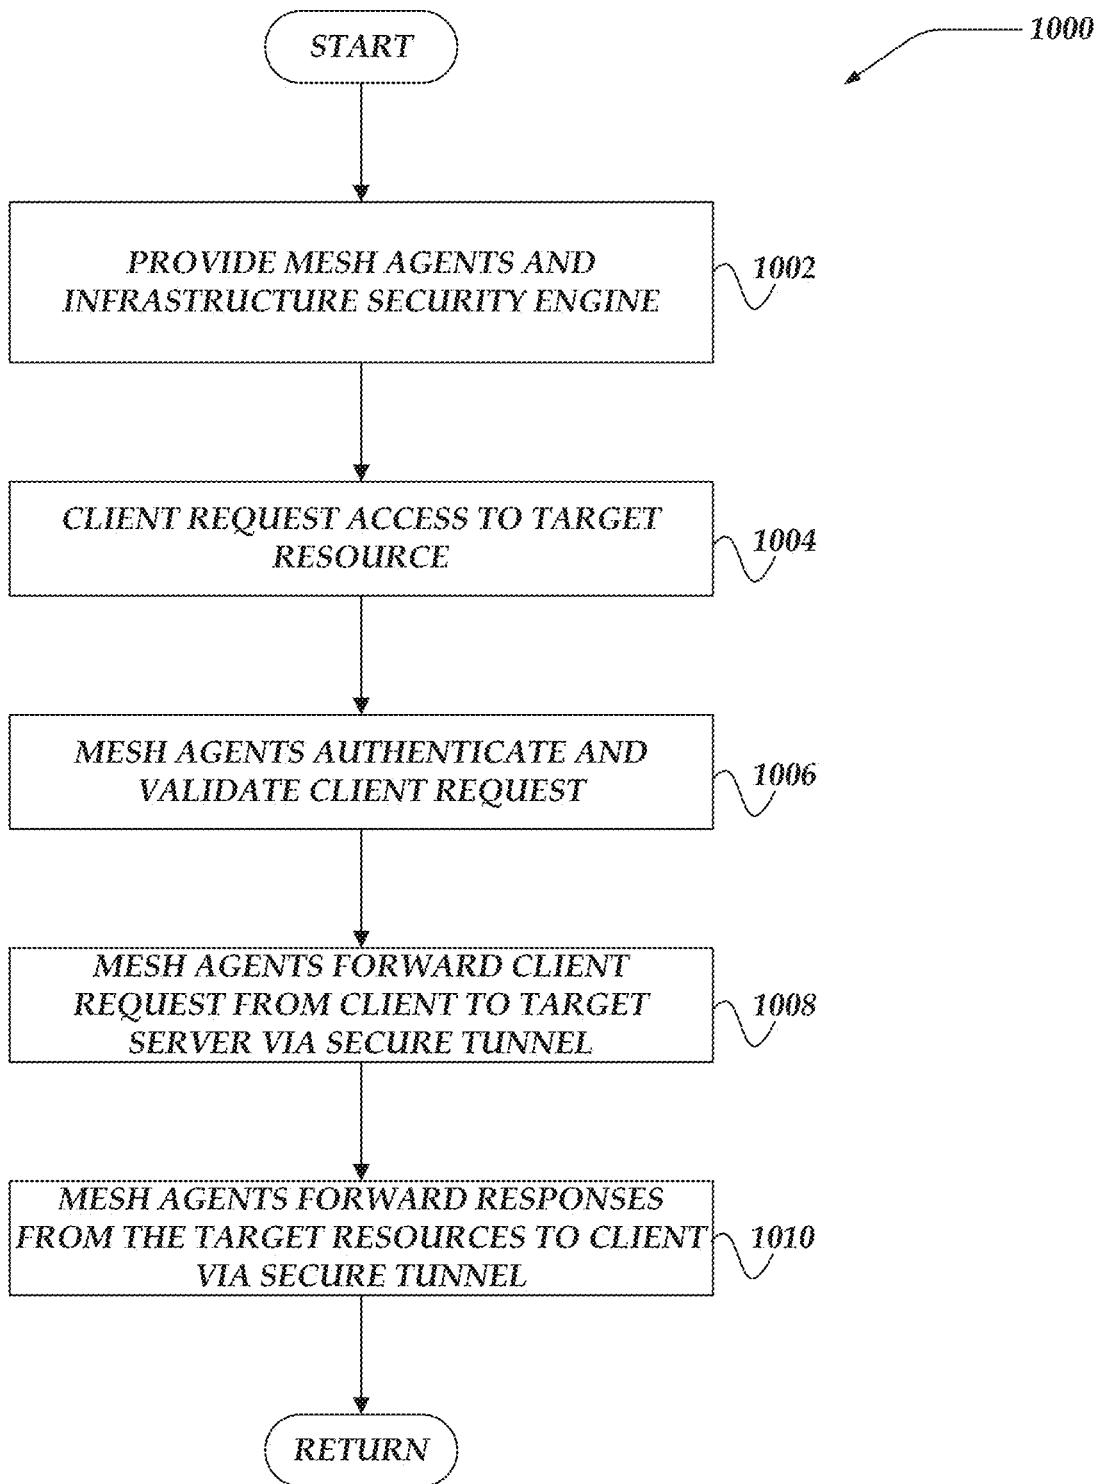 START
1000
PROVIDE MESH AGENTS AND
INFRASTRUCTURE SECURITY ENGINE
1002
CLIENT REQUEST ACCESS TO TARGET
RESOURCE
1004
MESH AGENTS AUTHENTICATE AND
VALIDATE CLIENT REQUEST
1006
MESH AGENTS FORWARD CLIENT
REQUEST FROM CLIENT TO TARGET
SERVER VIA SECURE TUNNEL
1008
MESH AGENTS FORWARD RESPONSES
FROM THE TARGET RESOURCES TO CLIENT
VIA SECURE TUNNEL
1010
RETURN